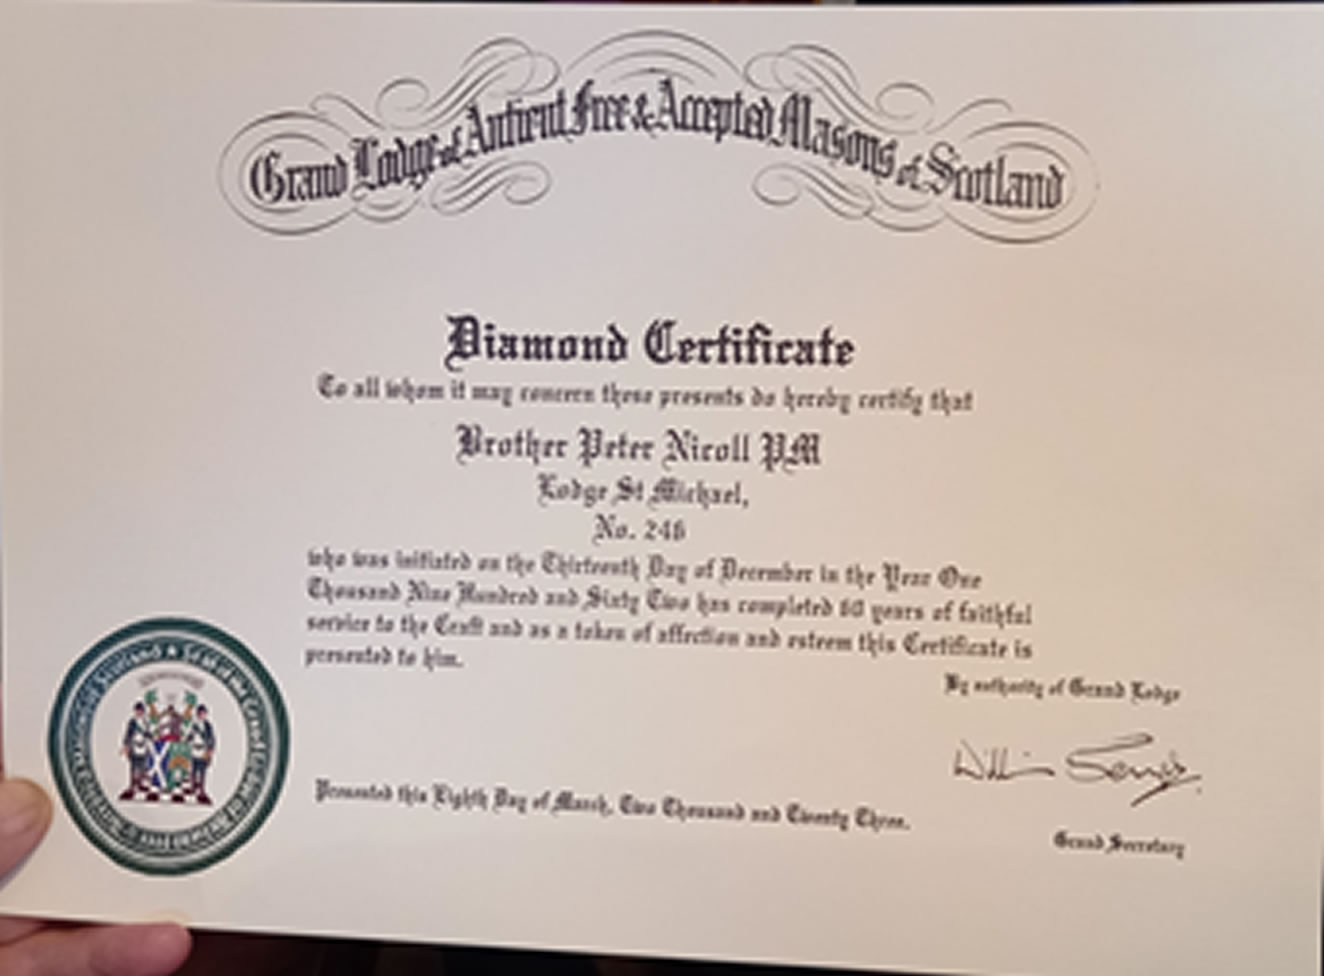 Grand Lodge of Antient Free & Accepted Masons of Scotland
Diamond Certificate
To all whom it may concern these presents do hereby certify that
Brother Peter Nicoll PM
Lodge St Michael,
No. 246
who was initiated on the Thirteenth Day of December in the Year One
Thousand Nine Hundred and Sixty Two has completed 60 years of faithful
service to the Craft and as a token of affection and esteem this Certificate is
presented to him.
By authority of Grand Lodge
Presented this Eighth Day of March, Two Thousand and Twenty Three.
Grand Secretary